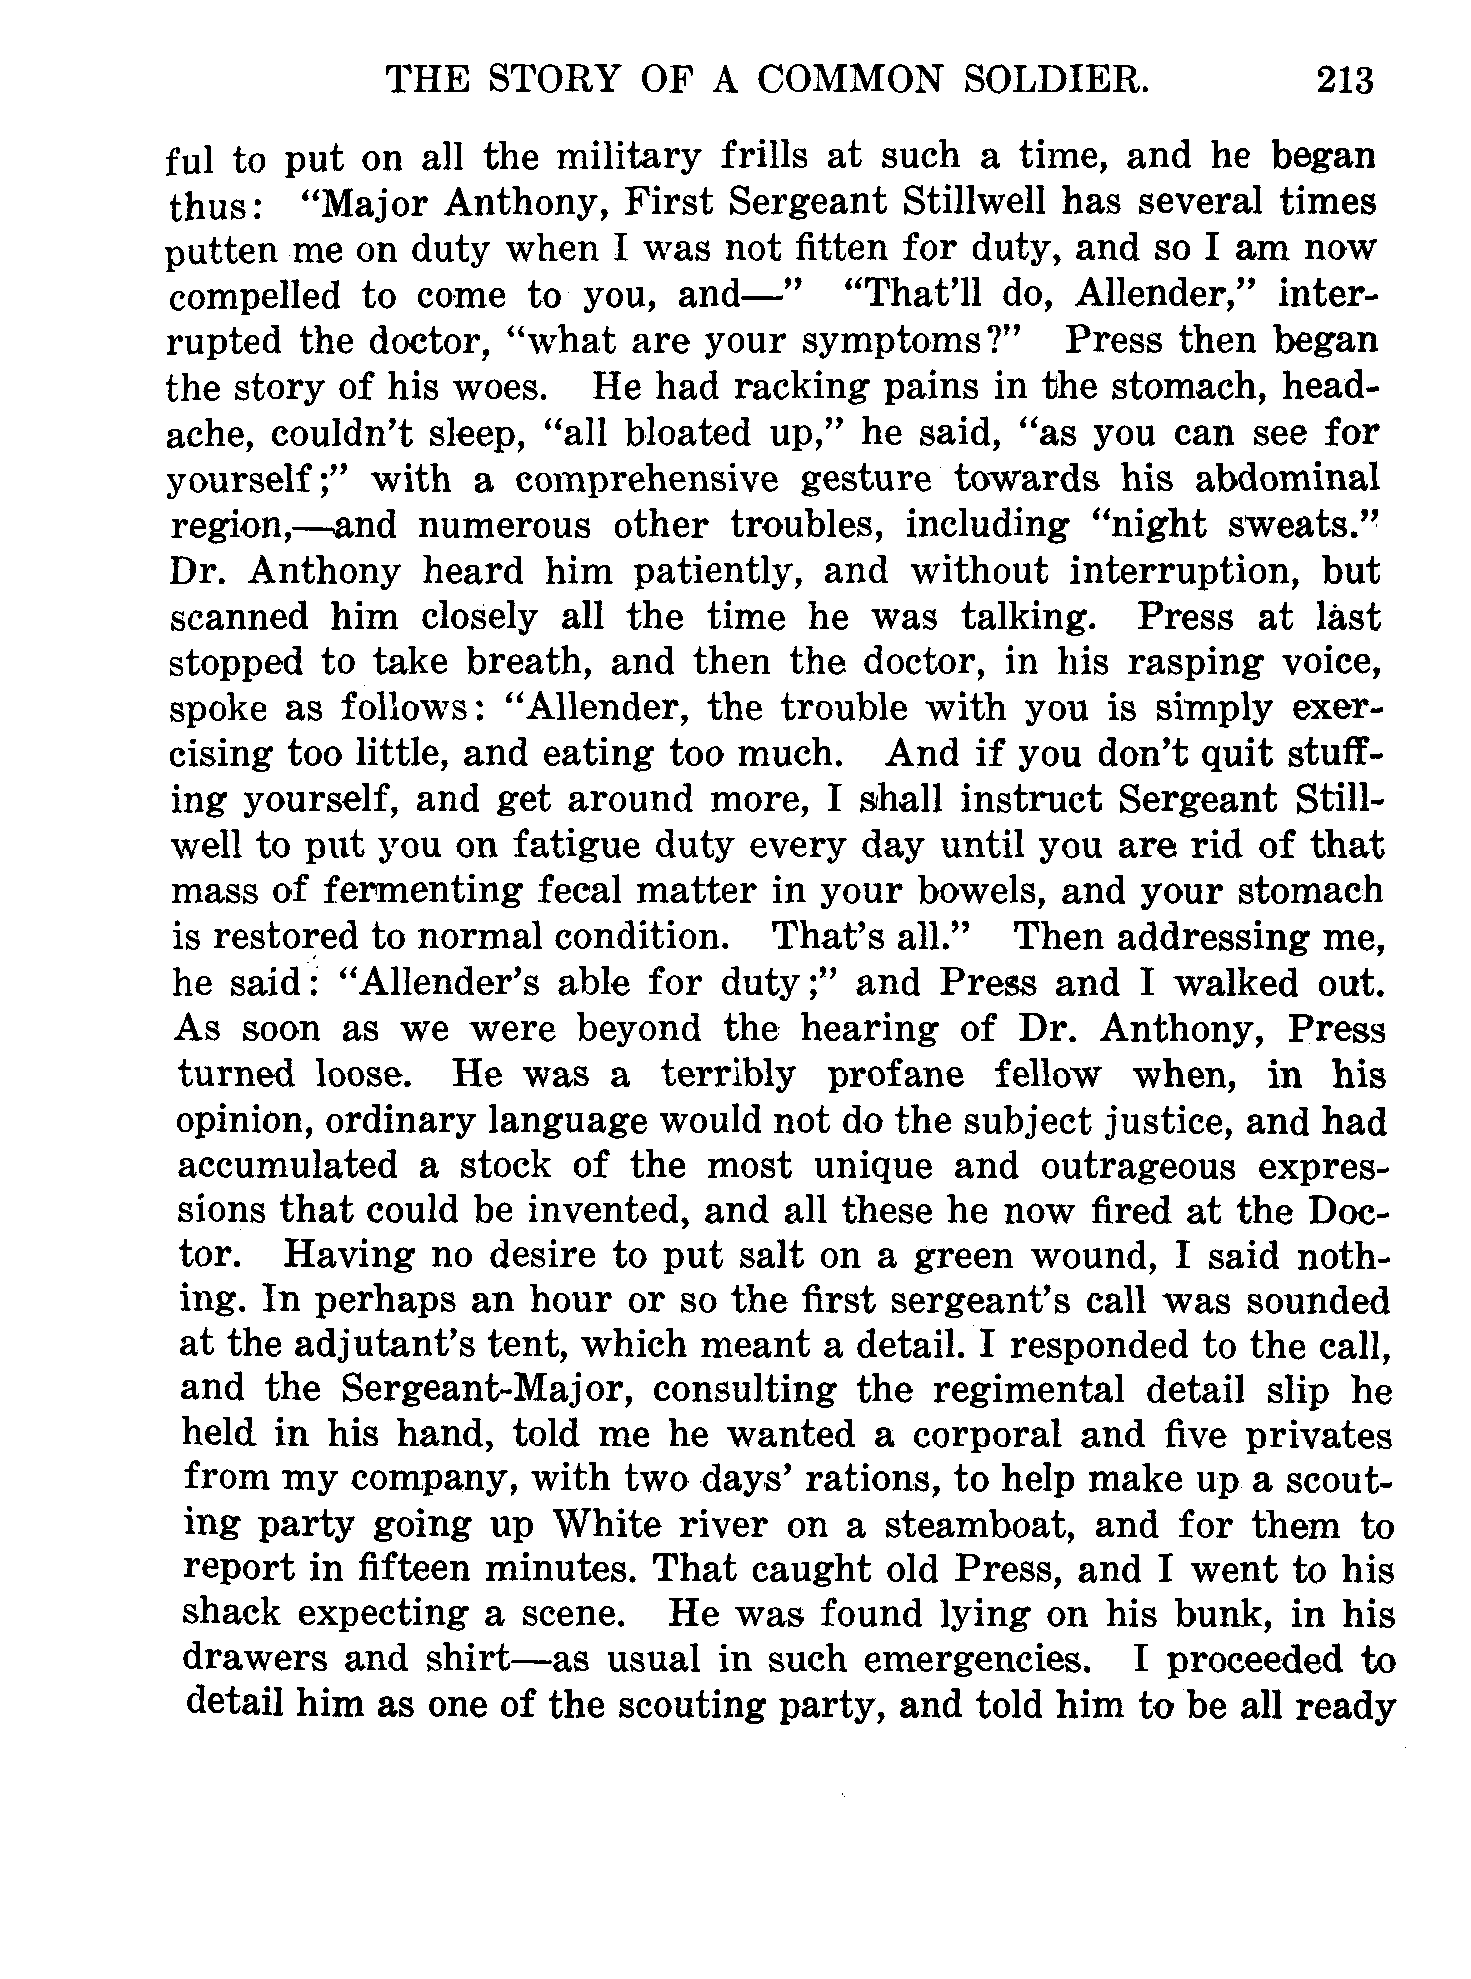 THE STORY OF A COMMON SOLDIER. 213
ful to put on all the military frills at such a time, and he began
thus: “Major Anthony, First Sergeant Stillwell has several times
putten me on duty when I was not fitten for duty, and so I am now
compelled to come to you, and—” “That’ll do, Allender,” inter-
rupted the doctor, “what are your symptoms?” Press then began
the story of his woes. He had racking pains in the stomach, head-
ache, couldn’t sleep, “all bloated up,” he said, “as you can see for
yourself;” with a comprehensive gesture towards his abdominal
region,—and numerous other troubles, including “night sweats.”
Dr. Anthony heard him patiently, and without interruption, but
scanned him closely all the time he was talking. Press at last
stopped to take breath, and then the doctor, in his rasping voice,
spoke as follows: “Allender, the trouble with you is simply exer-
cising too little, and eating too much. And if you don’t quit stuff-
ing yourself, and get around more, I shall instruct Sergeant Still-
well to put you on fatigue duty every day until you are rid of that
mass of fermenting fecal matter in your bowels, and your stomach
is restored to normal condition. That’s all.” Then addressing me,
he said: “Allender’s able for duty;” and Press and I walked out.
As soon as we were beyond the hearing of Dr. Anthony, Press
turned loose. He was a terribly profane fellow when, in his
opinion, ordinary language would not do the subject justice, and had
accumulated a stock of the most unique and outrageous expres-
sions that could be invented, and all these he now fired at the Doc-
tor. Having no desire to put salt on a green wound, I said noth-
ing. In perhaps an hour or so the first sergeant’s call was sounded
at the adjutant’s tent, which meant a detail. I responded to the call,
and the Sergeant-Major, consulting the regimental detail slip he
held in his hand, told me he wanted a corporal and five privates
from my company, with two days’ rations, to help make up a scout-
ing party going up White river on a steamboat, and for them to
report in fifteen minutes. That caught old Press, and I went to his
shack expecting a scene. He was found lying on his bunk, in his
drawers and shirt—as usual in such emergencies. I proceeded to
detail him as one of the scouting party, and told him to be all ready